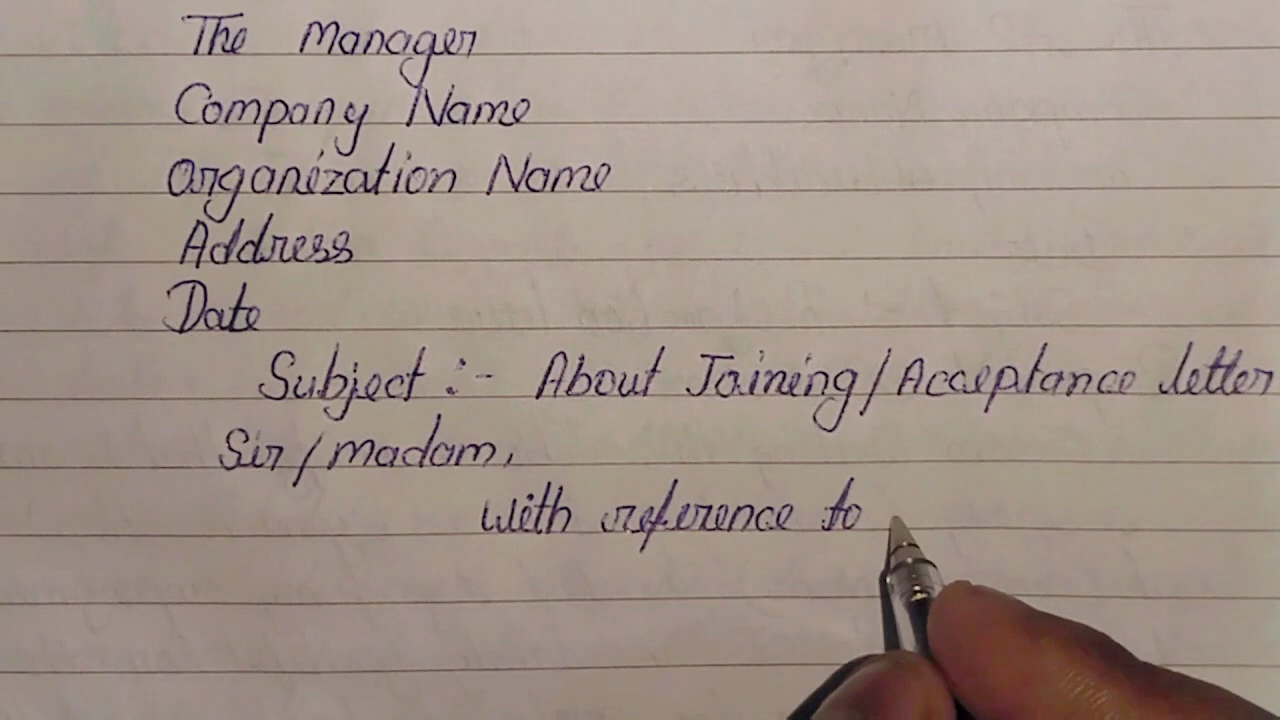 The Manager
Company Name
Organization Name
Address
Date
Subject :- About Joining/Acceptance letter
Sir/madam,
with reference to